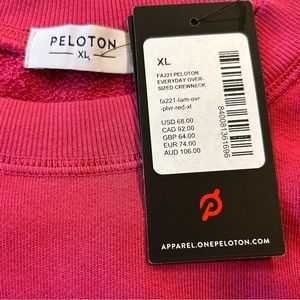 PELOTON
XL
XL
FA221 PELOTON
EVERYDAY OVER-
SIZED CREWNECK
fa221-lam-ovr
-plvr-red-xl
USD 68.00
CAD 92.00
GBP 64.00
EUR 74.00
AUD 106.00
840081361696
APPAREL.ONEPELOTON.COM